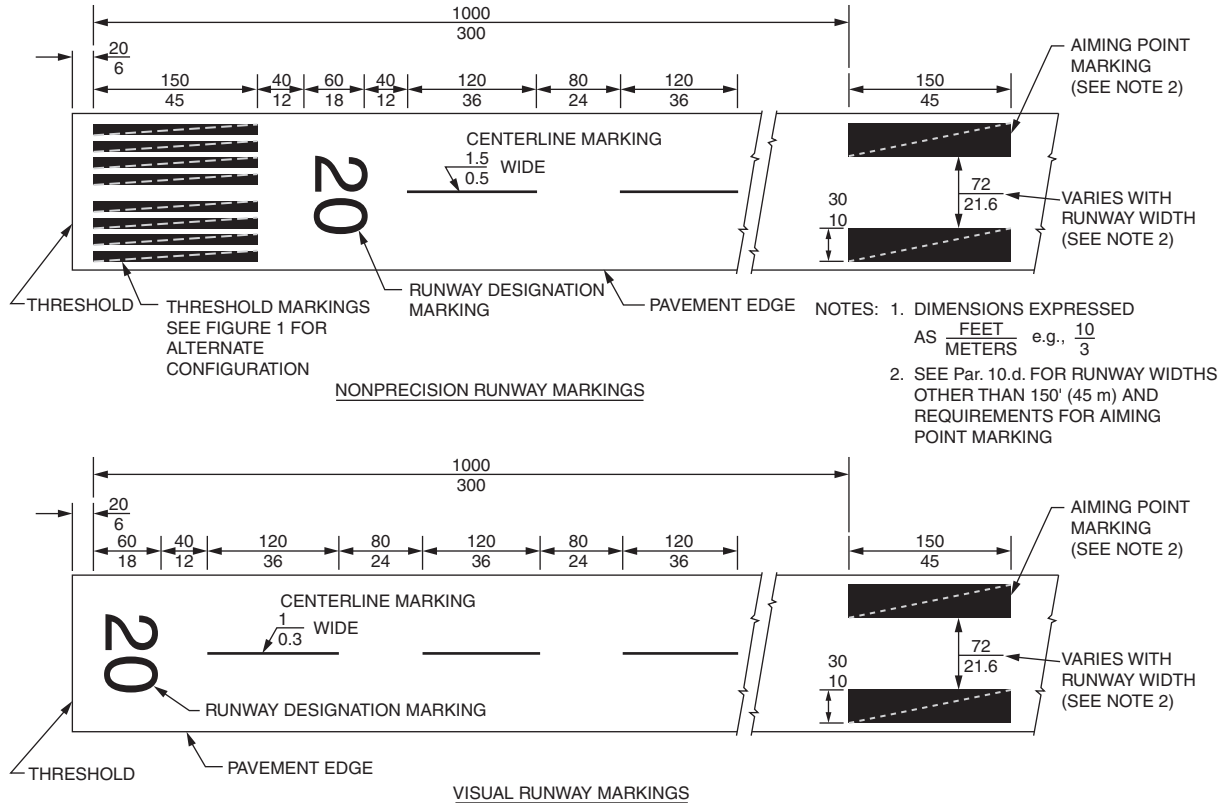 1000
300
20
6
150
45
40
12
60
18
40
12
120
36
80
24
120
36
150
45
AIMING POINT
MARKING
(SEE NOTE 2)
CENTERLINE MARKING
1.5
0.5
WIDE
20
72
21.6
30
10
VARIES WITH
RUNWAY WIDTH
(SEE NOTE 2)
THRESHOLD
THRESHOLD MARKINGS
SEE FIGURE 1 FOR
ALTERNATE
CONFIGURATION
RUNWAY DESIGNATION
MARKING
PAVEMENT EDGE
NOTES: 1. DIMENSIONS EXPRESSED
AS FEET
METERS
e.g., 10
3
2. SEE Par. 10.d. FOR RUNWAY WIDTHS
OTHER THAN 150' (45 m) AND
REQUIREMENTS FOR AIMING
POINT MARKING
NONPRECISION RUNWAY MARKINGS
1000
300
20
6
60
18
40
12
120
36
80
24
120
36
80
24
120
36
150
45
AIMING POINT
MARKING
(SEE NOTE 2)
CENTERLINE MARKING
1
0.3
WIDE
20
72
21.6
30
10
VARIES WITH
RUNWAY WIDTH
(SEE NOTE 2)
RUNWAY DESIGNATION MARKING
THRESHOLD
PAVEMENT EDGE
VISUAL RUNWAY MARKINGS